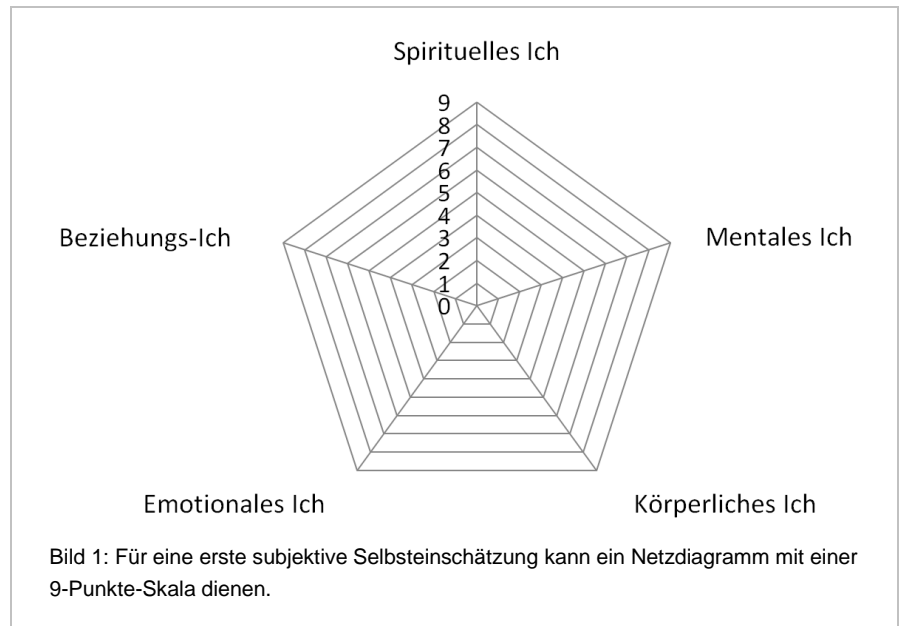 Spirituelles Ich
9
8
7
6
5
4
3
2
1
0
Beziehungs-Ich
Mentales Ich
Emotionales Ich
Körperliches Ich
Bild 1: Für eine erste subjektive Selbsteinschätzung kann ein Netzdiagramm mit einer
9-Punkte-Skala dienen.